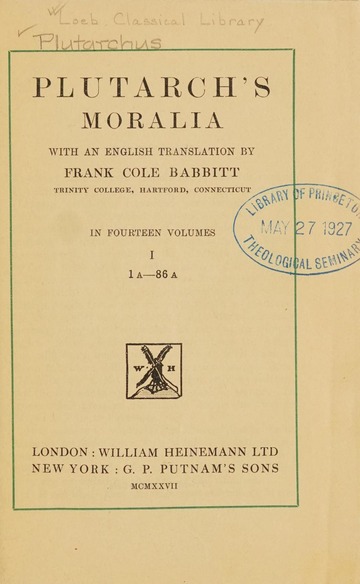 Loeb Classical Library
Plutarchus
PLUTARCH'S
MORALIA
WITH AN ENGLISH TRANSLATION BY
FRANK COLE BABBITT
TRINITY COLLEGE, HARTFORD, CONNECTICUT
IN FOURTEEN VOLUMES
I
1 A—86 A
LIBRARY OF PRINCETON
MAY 27 1927
THEOLOGICAL SEMINARY
W H
LONDON : WILLIAM HEINEMANN LTD
NEW YORK : G. P. PUTNAM'S SONS
MCMXXVII